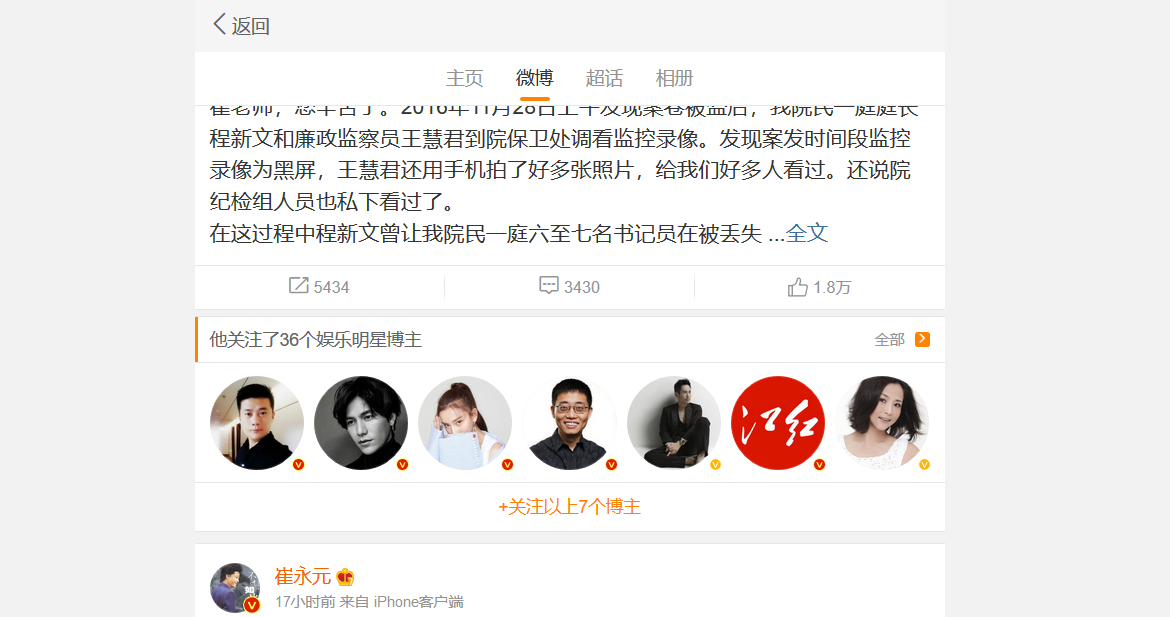 返回
主页 微博 超话 相册
崔老师，您辛苦了。2016年11月28日上午发现案卷被盗后，我院民一庭庭长
程新文和廉政监察员王慧君到院保卫处调看监控录像。发现案发时间段监控
录像为黑屏，王慧君还用手机拍了好多张照片，给我们好多人看过。还说院
纪检组人员也私下看过了。
在这过程中程新文曾让我院民一庭六至七名书记员在被丢失 ...全文
5434 3430 1.8万
他关注了36个娱乐明星博主 全部
江红
+关注以上7个博主
崔永元
17小时前 来自 iPhone客户端